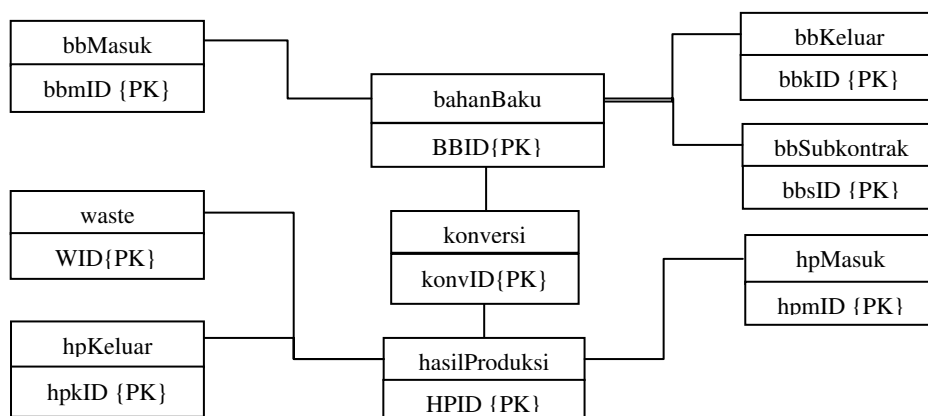 bbMasuk
bbmID {PK}
bahanBaku
BBID{PK}
bbKeluar
bbkID {PK}
bbSubkontrak
bbsID {PK}
waste
WID{PK}
konversi
konvID{PK}
hpMasuk
hpmID {PK}
hpKeluar
hpkID {PK}
hasilProduksi
HPID {PK}